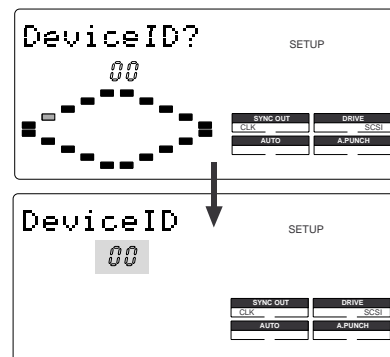 DeviceID?
SETUP
00
SYNC OUT DRIVE
CLK SCSI
AUTO A.PUNCH
DeviceID
SETUP
00
SYNC OUT DRIVE
CLK SCSI
AUTO A.PUNCH